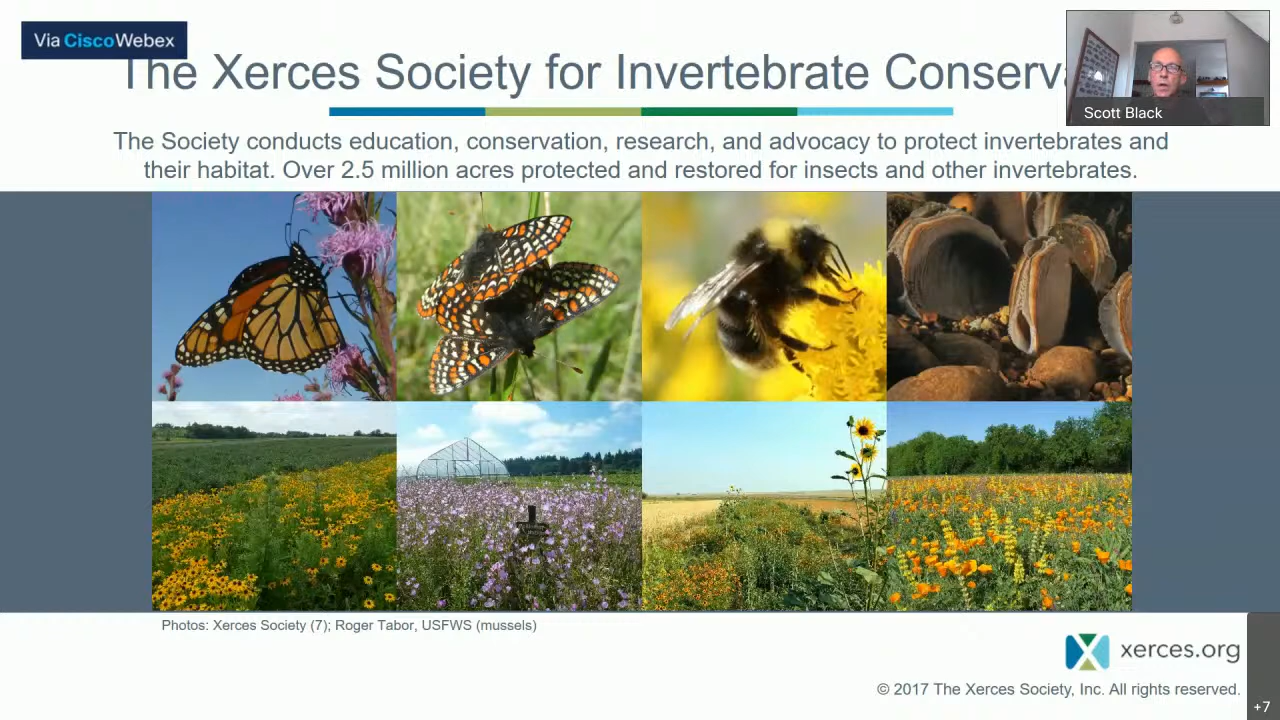 Via CiscoWebex
The Xerces Society for Invertebrate Conserva
Scott Black
The Society conducts education, conservation, research, and advocacy to protect invertebrates and
their habitat. Over 2.5 million acres protected and restored for insects and other invertebrates.
Photos: Xerces Society (7); Roger Tabor, USFWS (mussels)
xerces.org
© 2017 The Xerces Society, Inc. All rights reserved.
+7